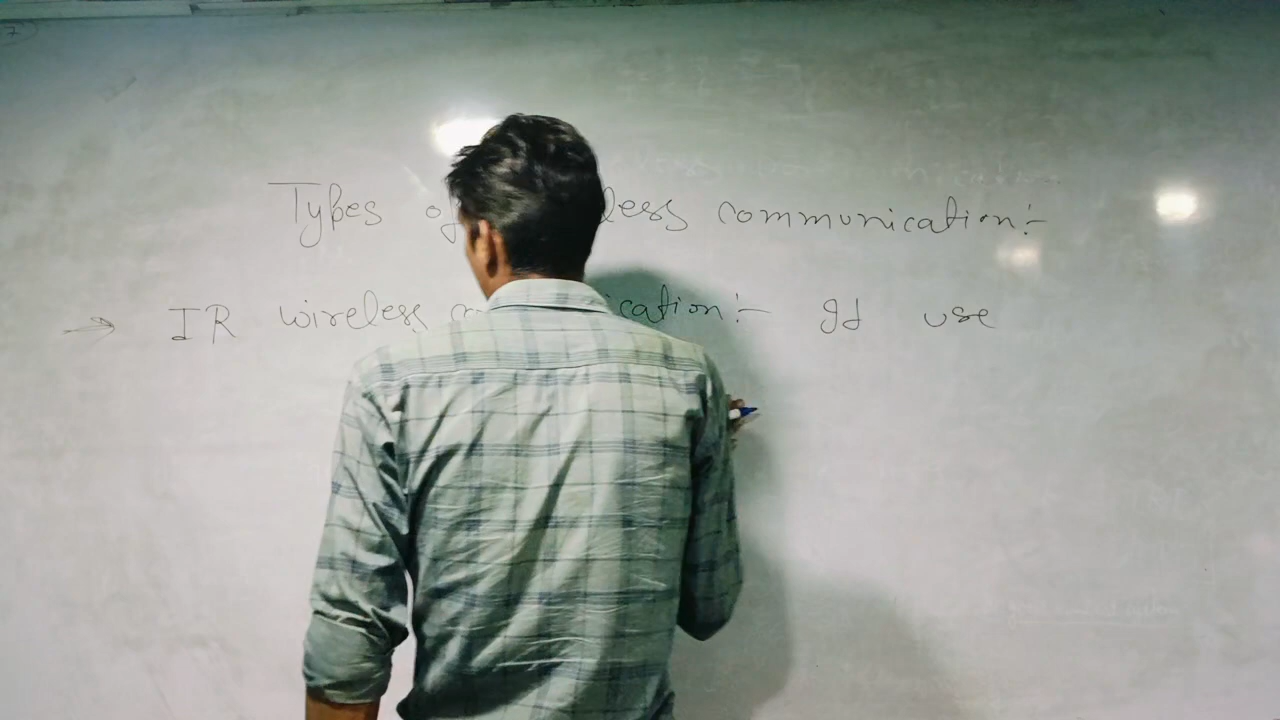 Types of less communication:-
→ IR wireless cation:- It use